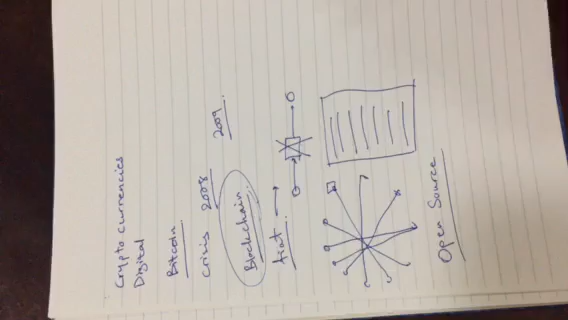 Crypto currencies
Digital
Bitcoin
crisis 2008 2009
Blockchain
fiat
Open Source